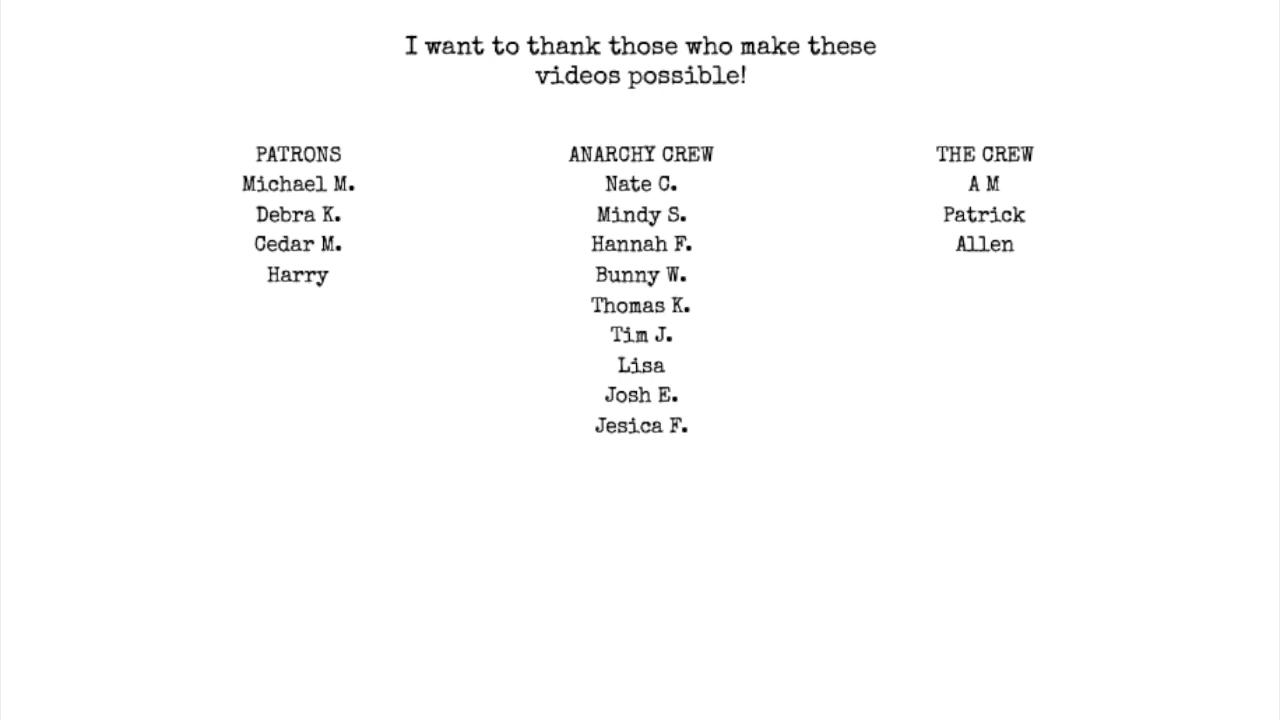 I want to thank those who make these
videos possible!
PATRONS
Michael M.
Debra K.
Cedar M.
Harry
ANARCHY CREW
Nate C.
Mindy S.
Hannah F.
Bunny W.
Thomas K.
Tim J.
Lisa
Josh E.
Jesica F.
THE CREW
A M
Patrick
Allen